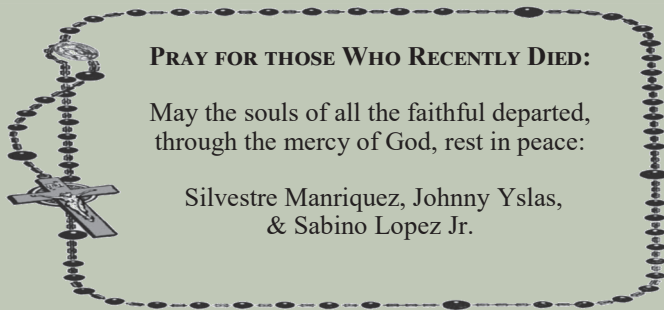 PRAY FOR THOSE WHO RECENTLY DIED:
May the souls of all the faithful departed,
through the mercy of God, rest in peace:
Silvestre Manriquez, Johnny Yslas,
& Sabino Lopez Jr.